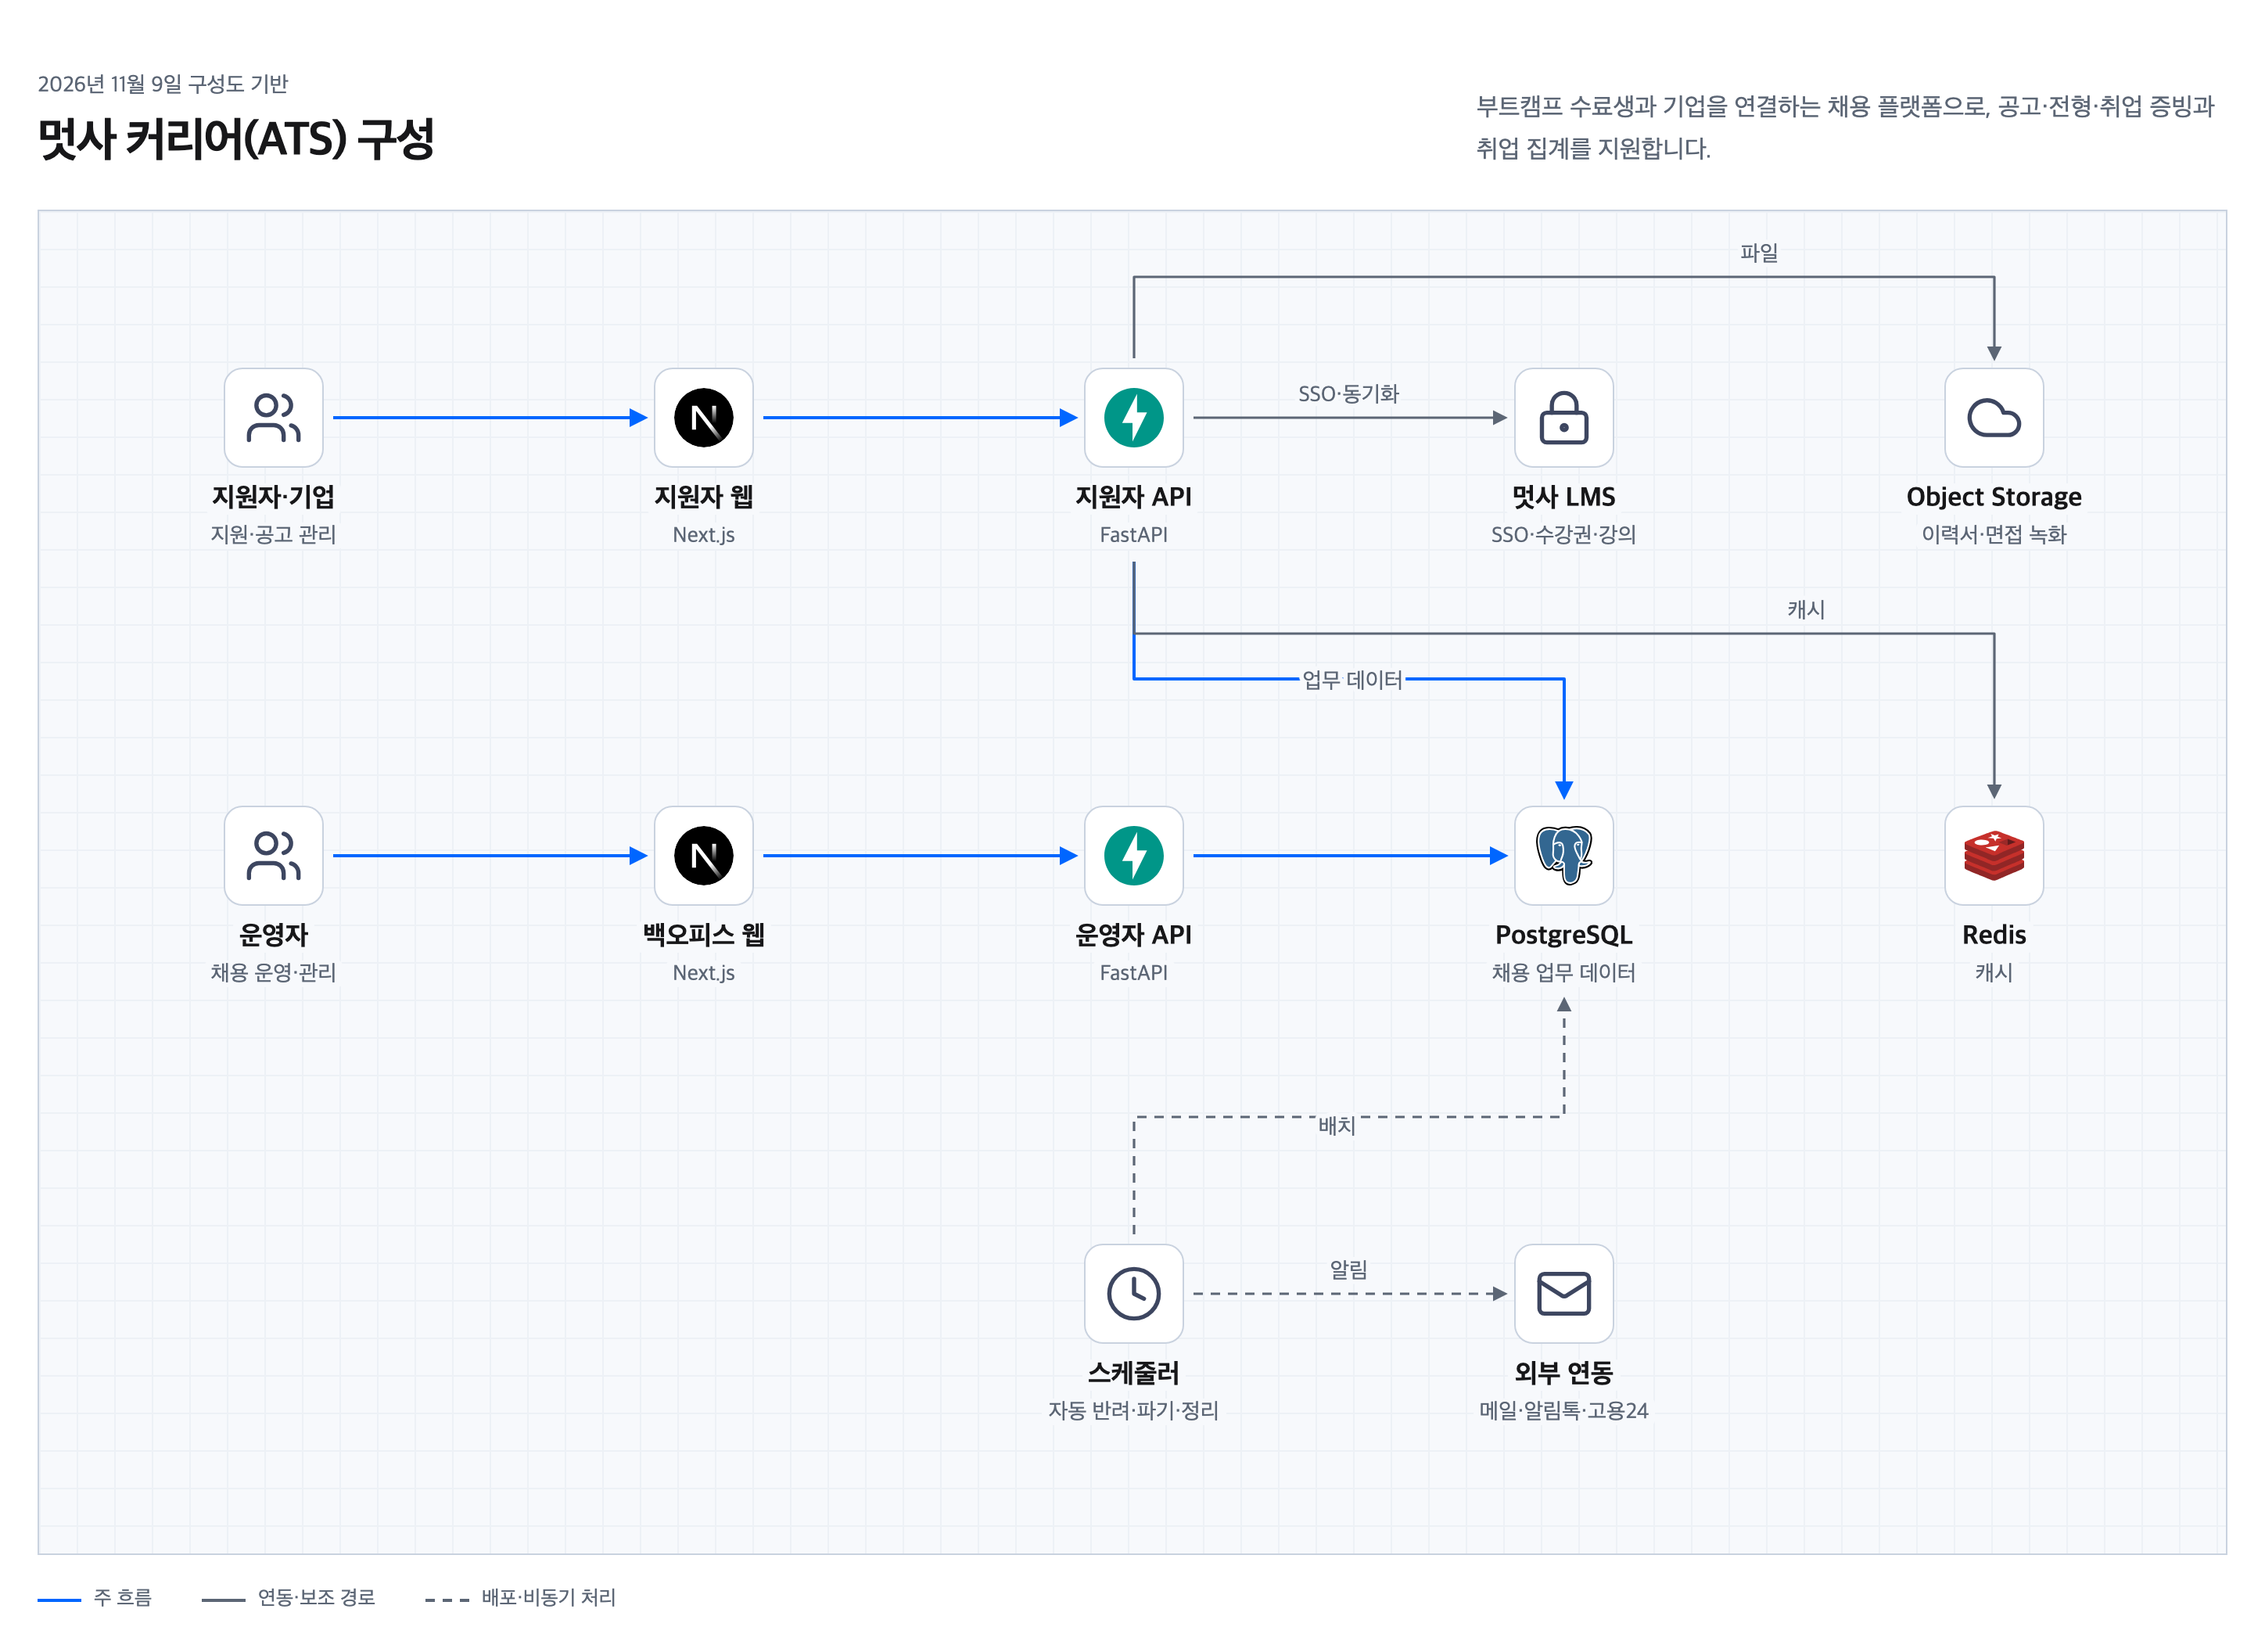 2026년 11월 9일 구성도 기반
멋사 커리어(ATS) 구성
부트캠프 수료생과 기업을 연결하는 채용 플랫폼으로, 공고·전형·취업 증빙과
취업 집계를 지원합니다.
파일
SSO·동기화
지원자·기업
지원·공고 관리
지원자 웹
Next.js
지원자 API
FastAPI
멋사 LMS
SSO·수강권·강의
Object Storage
이력서·면접 녹화
캐시
업무 데이터
운영자
채용 운영·관리
백오피스 웹
Next.js
운영자 API
FastAPI
PostgreSQL
채용 업무 데이터
Redis
캐시
배치
알림
스케줄러
자동 반려·파기·정리
외부 연동
메일·알림톡·고용24
주 흐름
연동·보조 경로
배포·비동기 처리